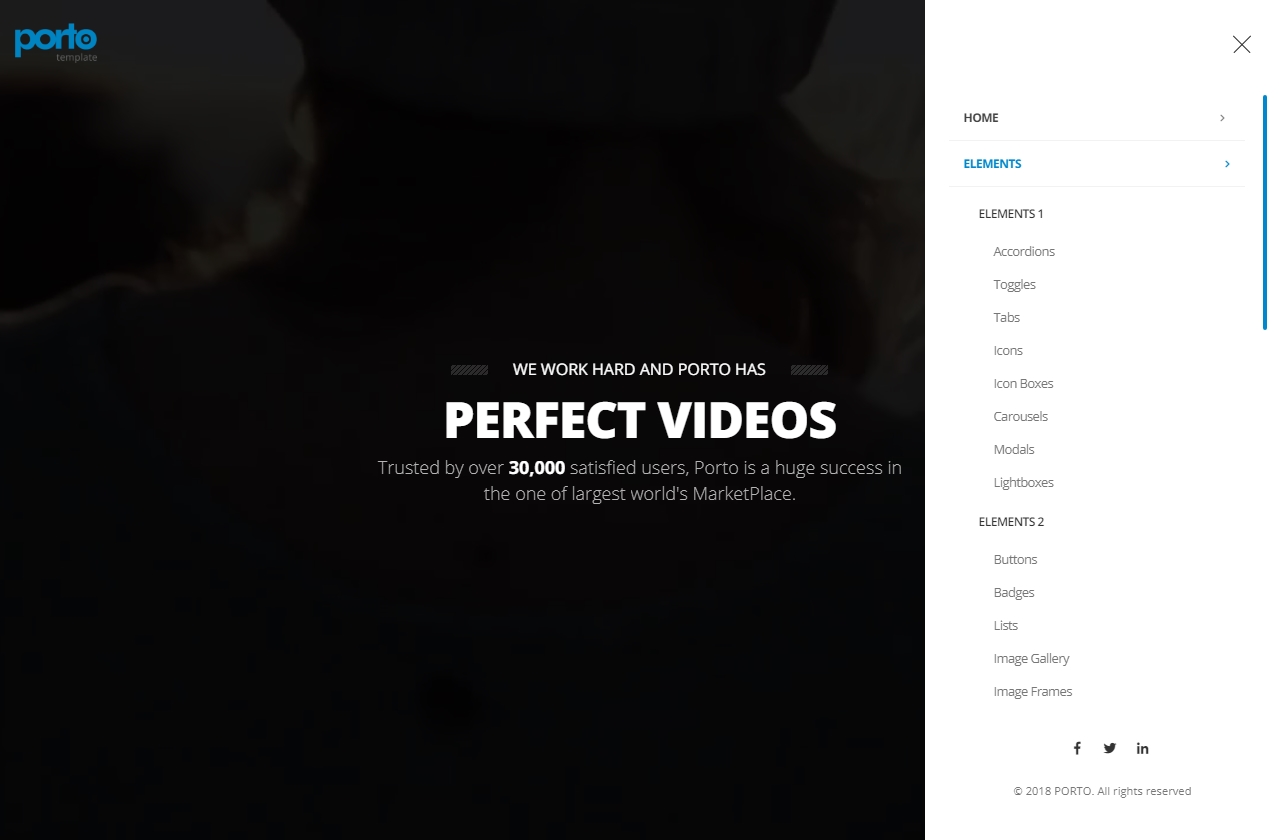 porto
template
WE WORK HARD AND PORTO HAS
PERFECT VIDEOS
Trusted by over 30,000 satisfied users, Porto is a huge success in
the one of largest world's MarketPlace.
HOME
ELEMENTS
ELEMENTS 1
Accordions
Toggles
Tabs
Icons
Icon Boxes
Carousels
Modals
Lightboxes
ELEMENTS 2
Buttons
Badges
Lists
Image Gallery
Image Frames
© 2018 PORTO. All rights reserved